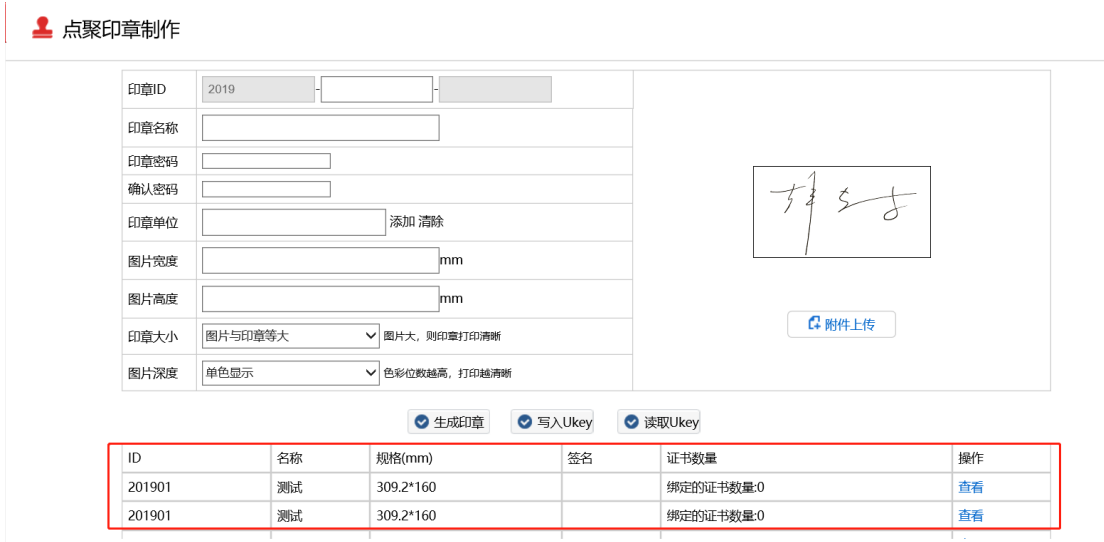 点聚印章制作
印章ID 2019 - -
印章名称
印章密码
确认密码
印章单位 添加 清除
图片宽度 mm
图片高度 mm
印章大小 图片与印章等大 图片大，则印章打印清晰
图片深度 单色显示 色彩位数越高，打印越清晰
附件上传
生成印章 写入Ukey 读取Ukey
ID 名称 规格(mm) 签名 证书数量 操作
201901 测试 309.2*160 绑定的证书数量:0 查看
201901 测试 309.2*160 绑定的证书数量:0 查看